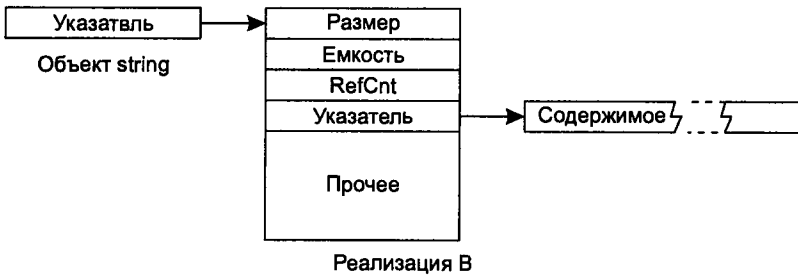 Указатвль
Размер
Емкость
RefCnt
Указатель
Содержимое
Прочее
Объект string
Реализация В